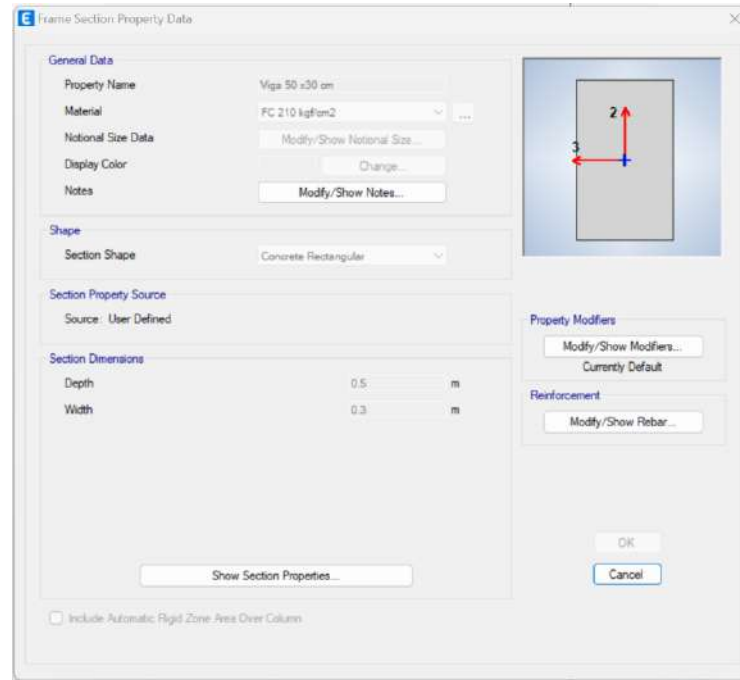 E Frame Section Property Data
General Data
Property Name Viga 50 x30 cm
Material FC 210 kgf/cm2 ...
Notional Size Data Modify/Show Notional Size...
Display Color Change...
Notes Modify/Show Notes...
Shape
Section Shape Concrete Rectangular
Section Property Source
Source: User Defined
Section Dimensions
Depth 0.5 m
Width 0.3 m
Show Section Properties...
Include Automatic Rigid Zone Area Over Column
2
3
Property Modifiers
Modify/Show Modifiers...
Currently Default
Reinforcement
Modify/Show Rebar...
OK
Cancel